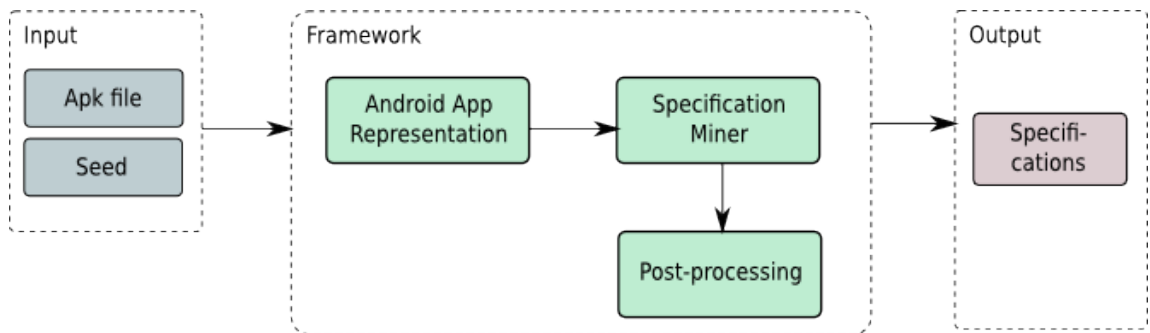 Input
Apk file
Seed
Framework
Android App
Representation
Specification
Miner
Post-processing
Output
Specifi-
cations